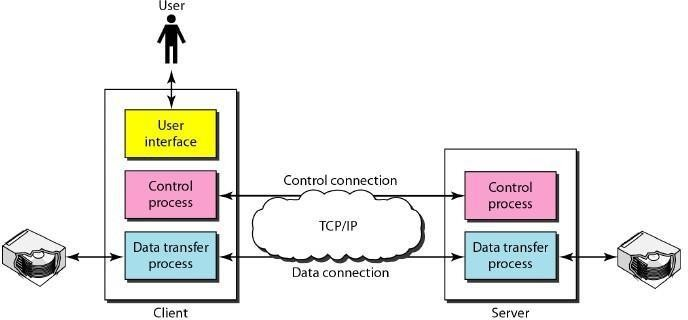 User
User
interface
Control
process
Control connection
Control
process
TCP/IP
Data transfer
process
Data connection
Data transfer
process
Client
Server